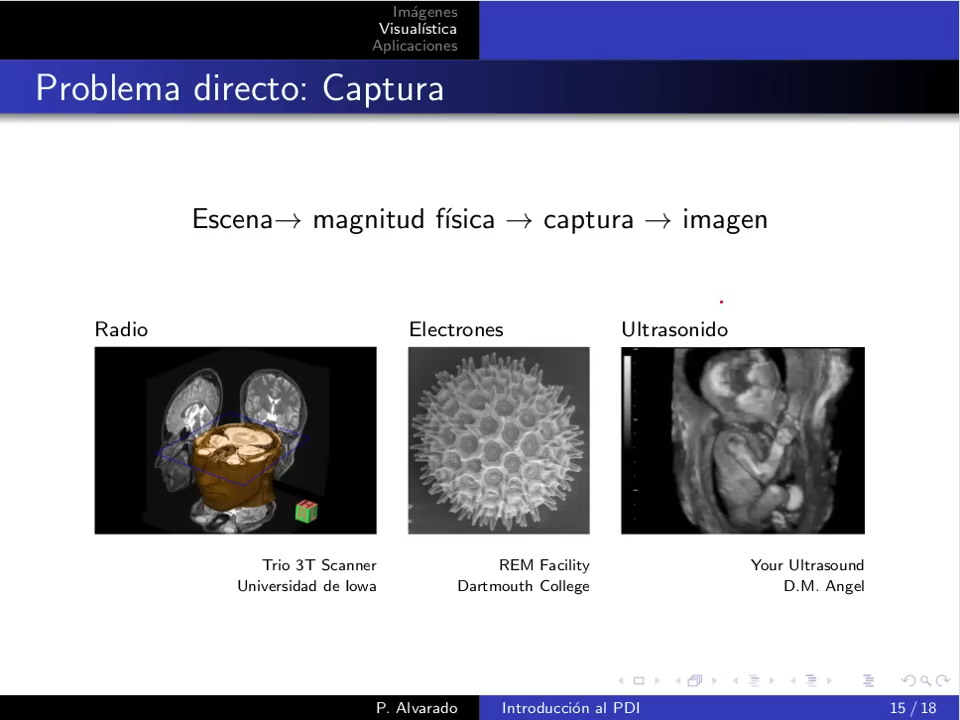 Imágenes
Visualística
Aplicaciones
Problema directo: Captura
Escena→ magnitud física → captura → imagen
Radio
Electrones
Ultrasonido
Trio 3T Scanner
Universidad de Iowa
REM Facility
Dartmouth College
Your Ultrasound
D.M. Angel
P. Alvarado
Introducción al PDI
15 / 18